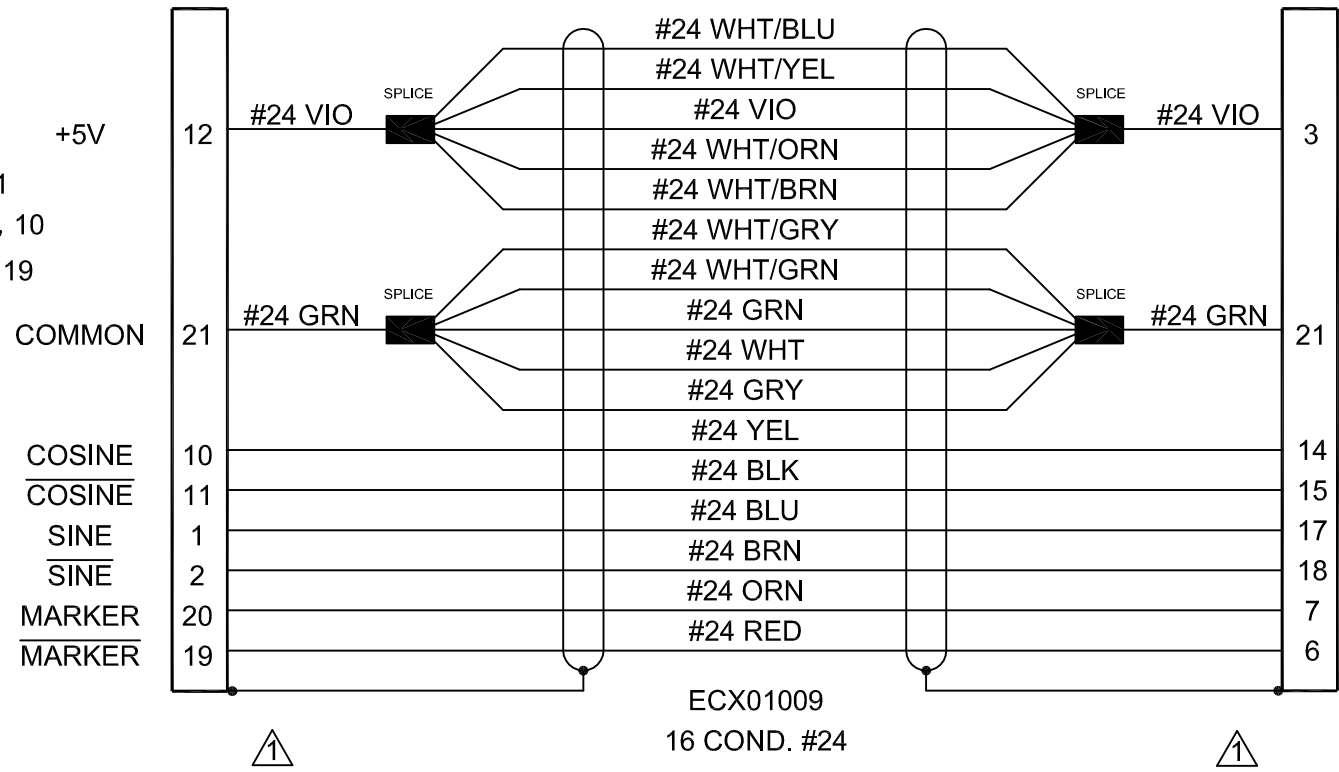 #24 WHT/BLU
#24 WHT/YEL
SPLICE SPLICE
#24 VIO #24 VIO #24 VIO
+5V 12 3
#24 WHT/ORN
1
#24 WHT/BRN
, 10
#24 WHT/GRY
19
#24 WHT/GRN
SPLICE SPLICE
#24 GRN #24 GRN #24 GRN
COMMON 21 21
#24 WHT
#24 GRY
#24 YEL
COSINE 10 14
#24 BLK
COSINE 11 15
#24 BLU
SINE 1 17
#24 BRN
SINE 2 18
#24 ORN
MARKER 20 7
#24 RED
MARKER 19 6
ECX01009
16 COND. #24
1 1